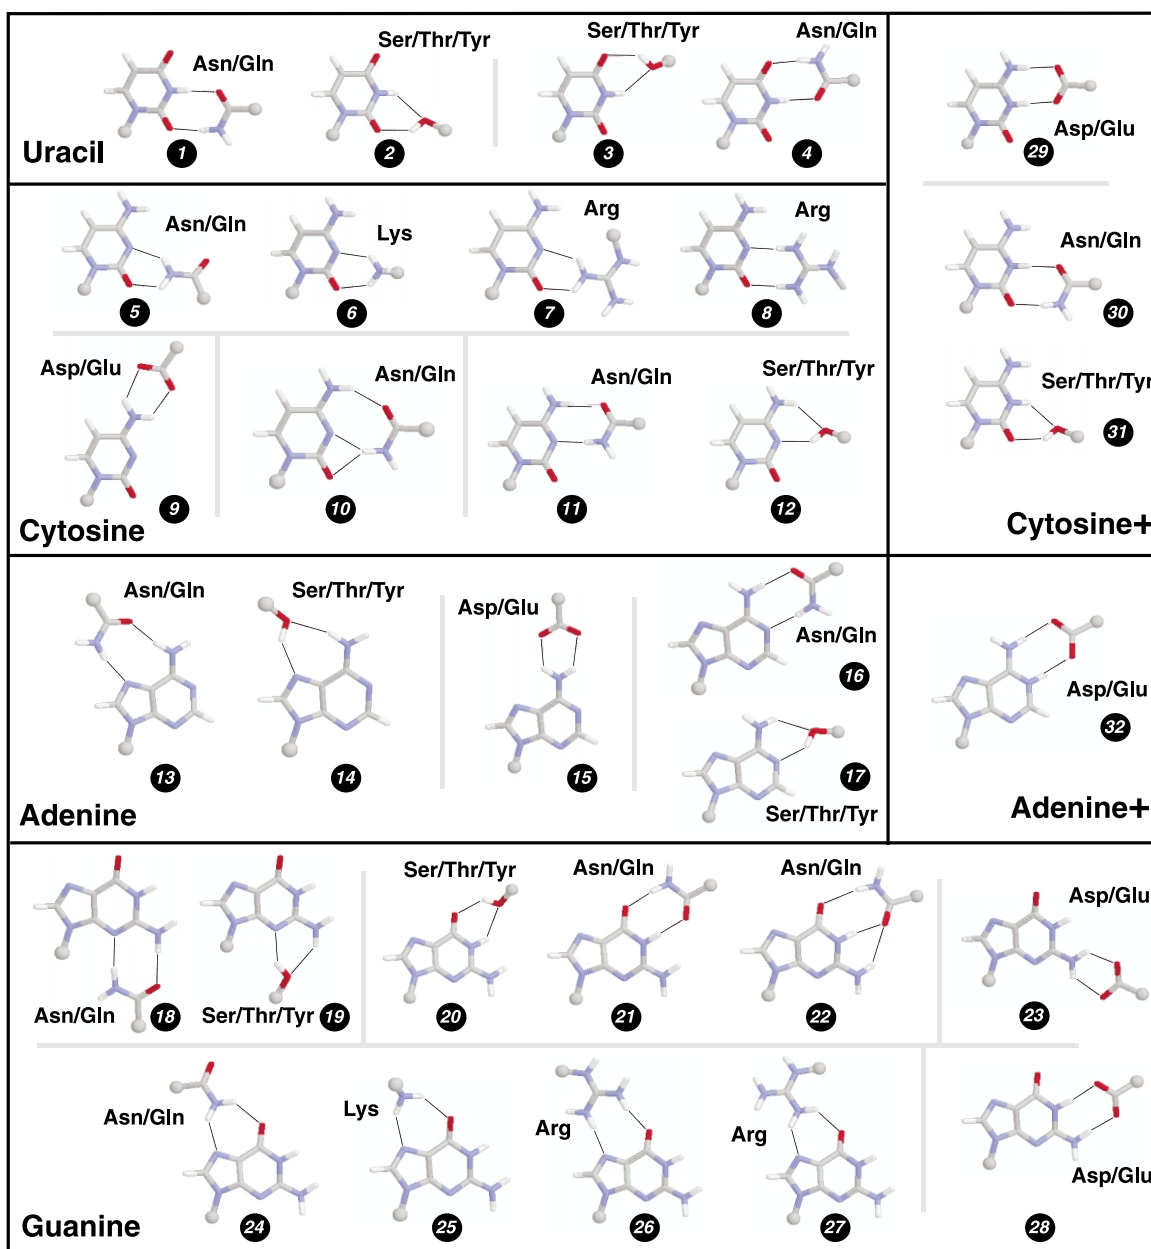 Asn/Gln
Ser/Thr/Tyr
Ser/Thr/Tyr
Asn/Gln
1
2
3
4
Uracil
Asp/Glu
29
Asn/Gln
Lys
Arg
Arg
5
6
7
8
Asn/Gln
30
Asp/Glu
Asn/Gln
Asn/Gln
Ser/Thr/Tyr
9
10
11
12
Cytosine
Ser/Thr/Tyr
31
Cytosine+
Asn/Gln
Ser/Thr/Tyr
Asp/Glu
Asn/Gln
16
13
14
15
17
Ser/Thr/Tyr
Adenine
Asp/Glu
32
Adenine+
Asn/Gln
18
Ser/Thr/Tyr
19
Ser/Thr/Tyr
20
Asn/Gln
21
Asn/Gln
22
Asp/Glu
23
Asn/Gln
24
Lys
25
Arg
26
Arg
27
Asp/Glu
28
Guanine